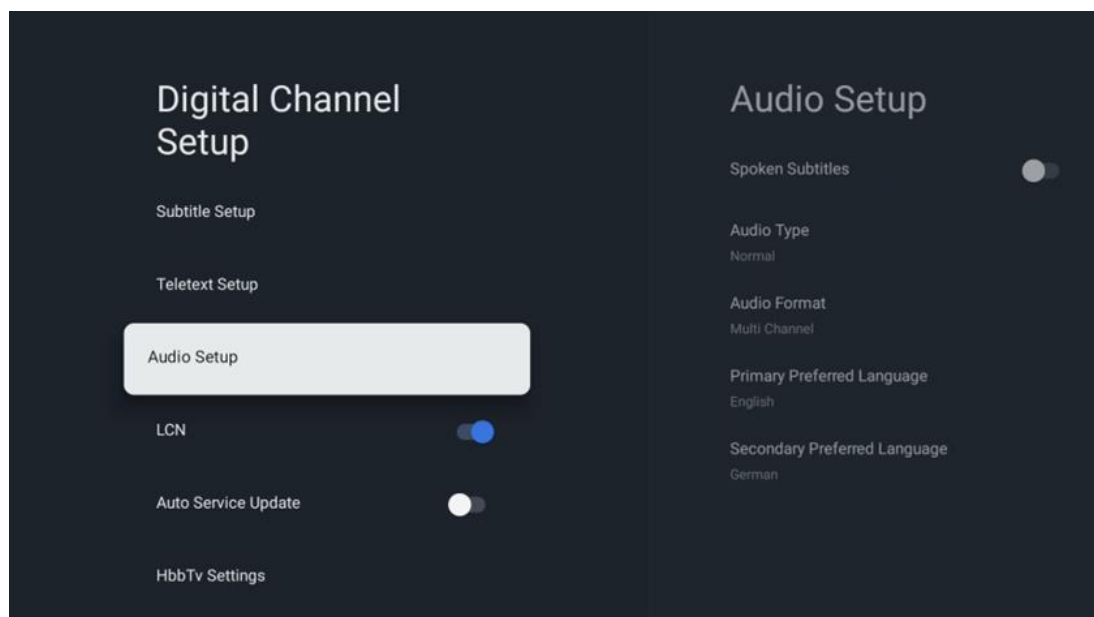 Digital Channel
Setup
Subtitle Setup
Teletext Setup
Audio Setup
LCN
Auto Service Update
HbbTv Settings
Audio Setup
Spoken Subtitles
Audio Type
Normal
Audio Format
Multi Channel
Primary Preferred Language
English
Secondary Preferred Language
German